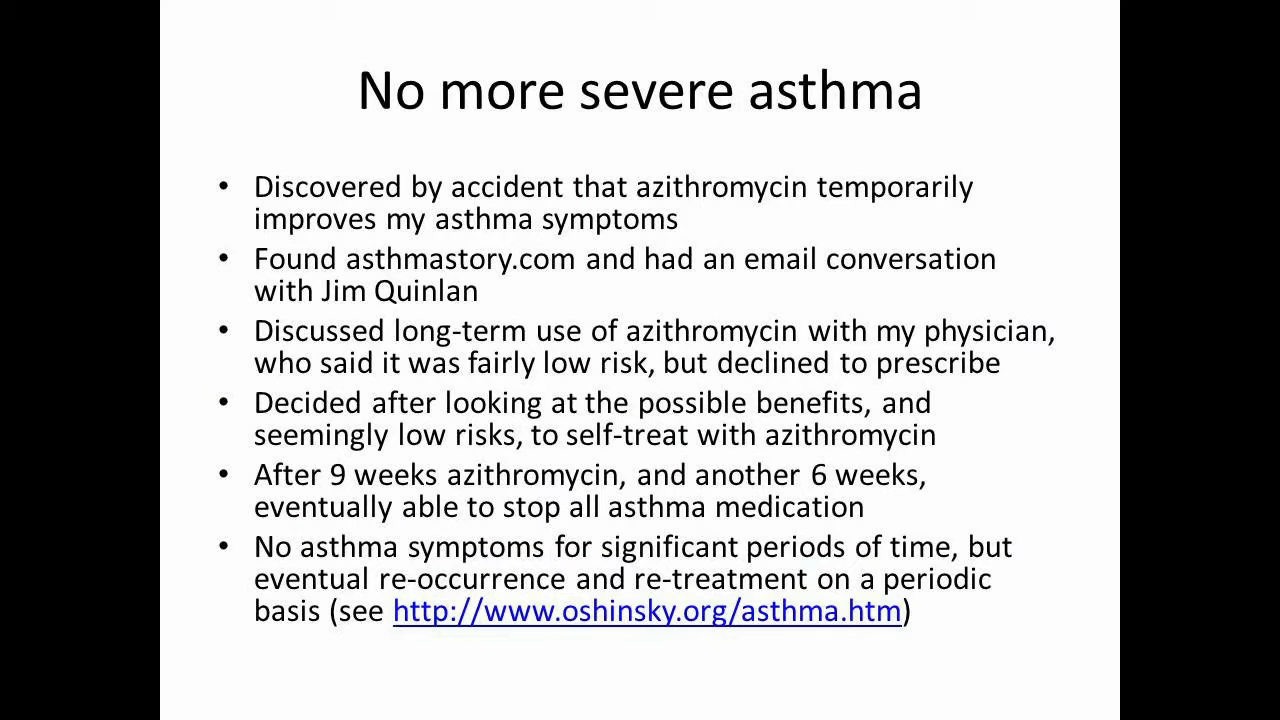 No more severe asthma
• Discovered by accident that azithromycin temporarily
improves my asthma symptoms
• Found asthmastory.com and had an email conversation
with Jim Quinlan
• Discussed long-term use of azithromycin with my physician,
who said it was fairly low risk, but declined to prescribe
• Decided after looking at the possible benefits, and
seemingly low risks, to self-treat with azithromycin
• After 9 weeks azithromycin, and another 6 weeks,
eventually able to stop all asthma medication
• No asthma symptoms for significant periods of time, but
eventual re-occurrence and re-treatment on a periodic
basis (see http://www.oshinsky.org/asthma.htm)